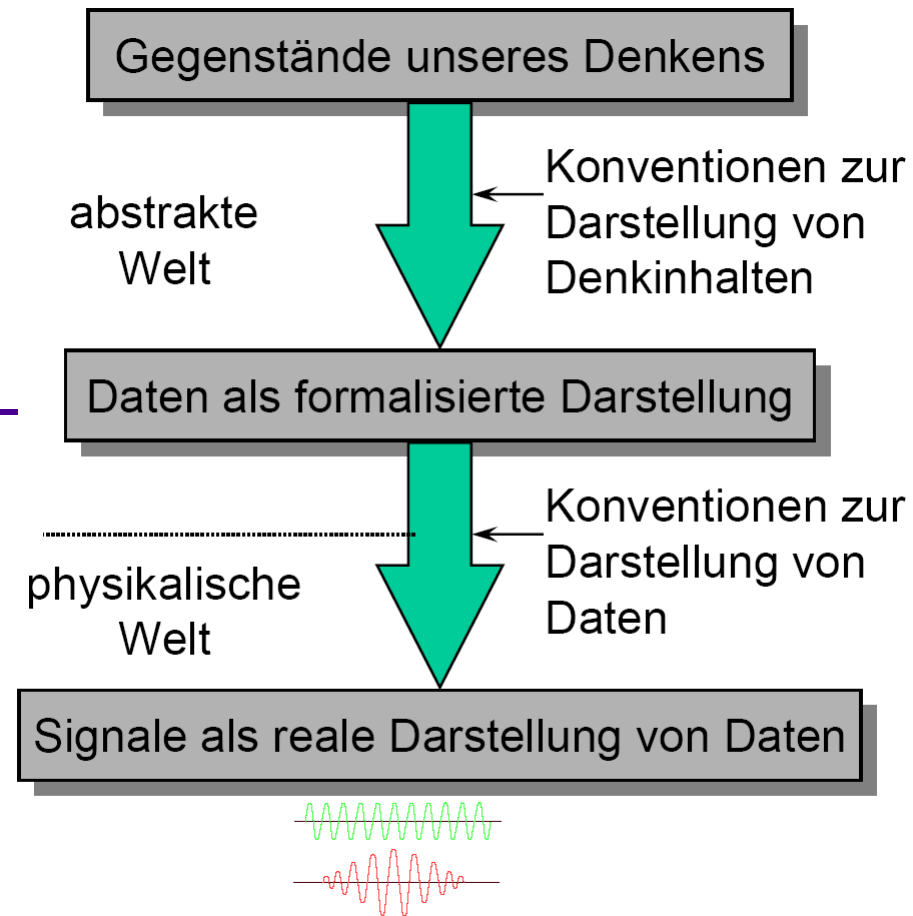 Gegenstände unseres Denkens
abstrakte
Welt
Konventionen zur
Darstellung von
Denkinhalten
Daten als formalisierte Darstellung
physikalische
Welt
Konventionen zur
Darstellung von
Daten
Signale als reale Darstellung von Daten